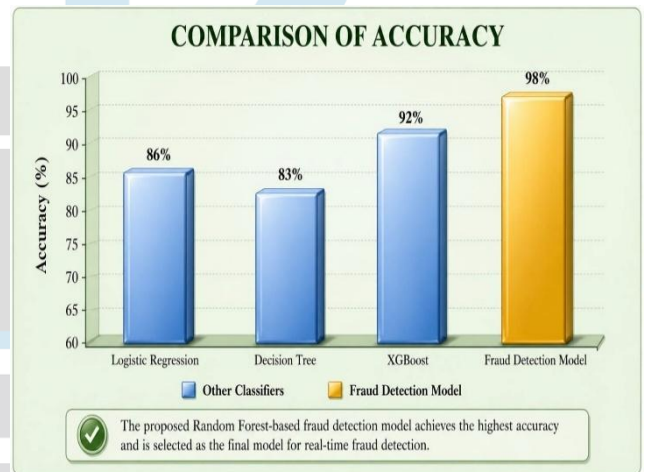 COMPARISON OF ACCURACY
Accuracy (%)
100
95
90
85
80
75
70
65
60
86%
83%
92%
98%
Logistic Regression
Decision Tree
XGBoost
Fraud Detection Model
Other Classifiers
Fraud Detection Model
The proposed Random Forest-based fraud detection model achieves the highest accuracy
and is selected as the final model for real-time fraud detection.